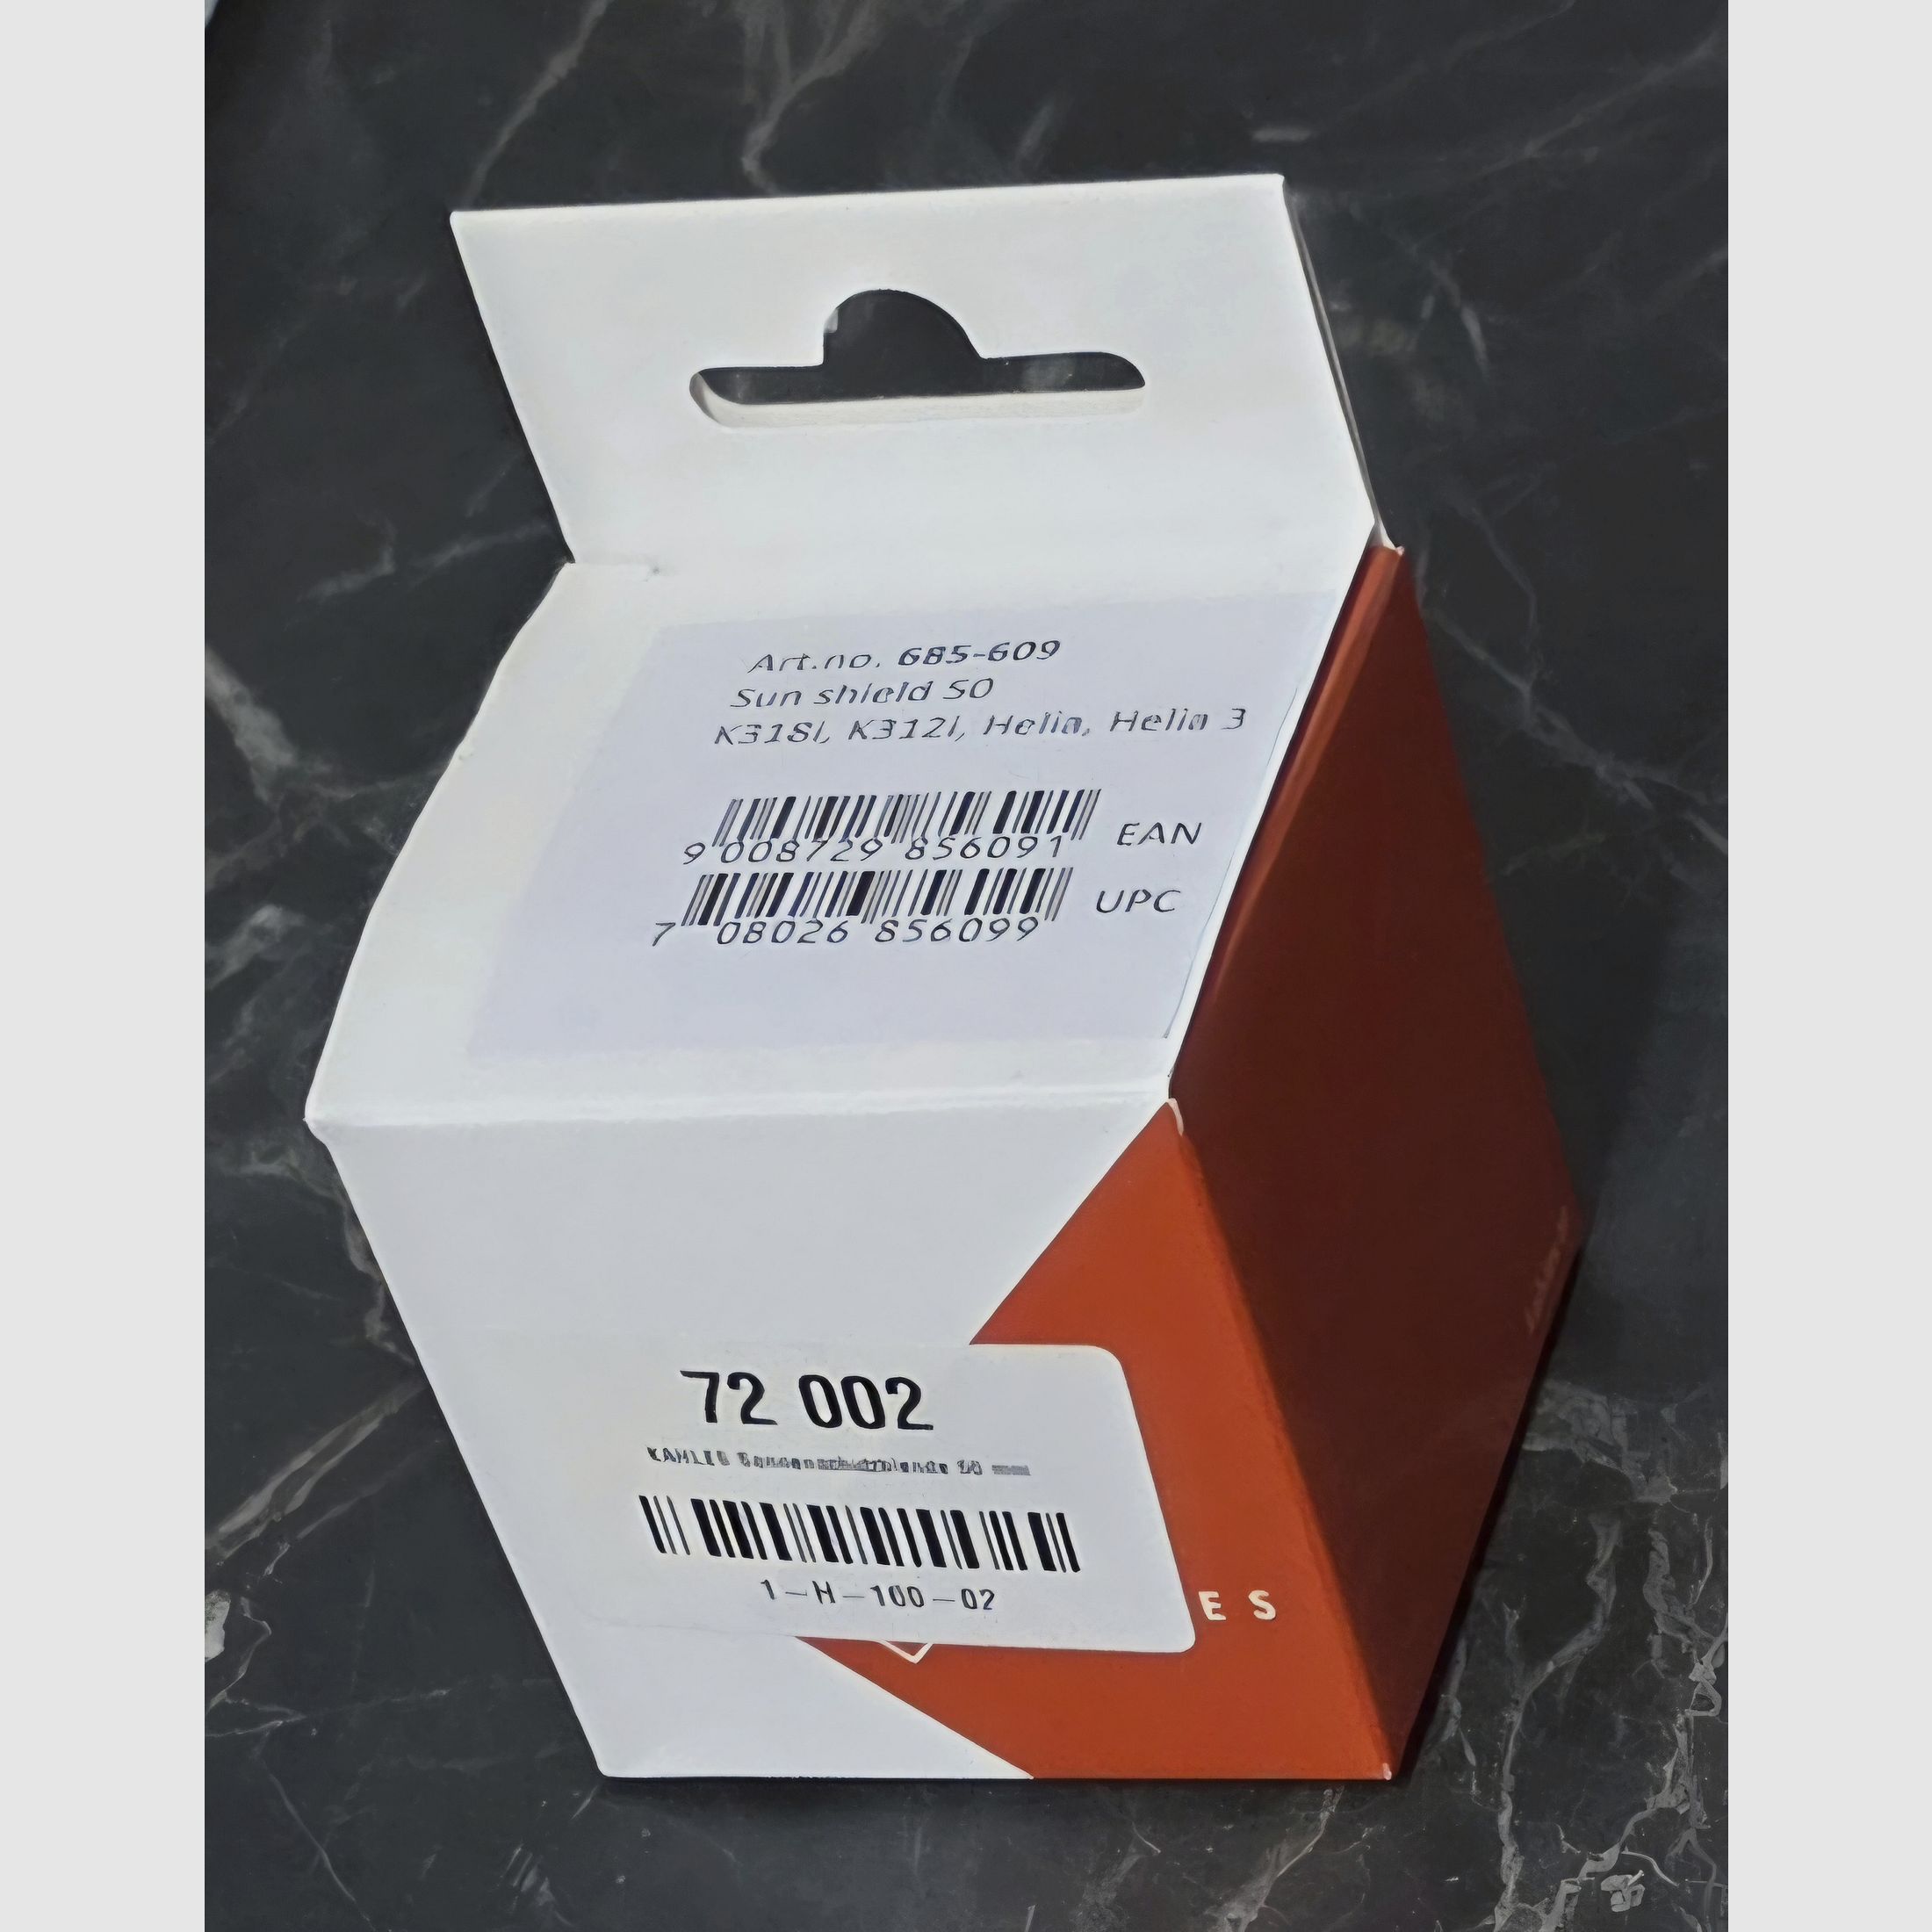 Art.no. 685-609
Sun shield 50
K318i, K312i, Helia, Helia 3
9 008729 856091 EAN
7 08026 856099 UPC
72 002
1-H-100-02
ES